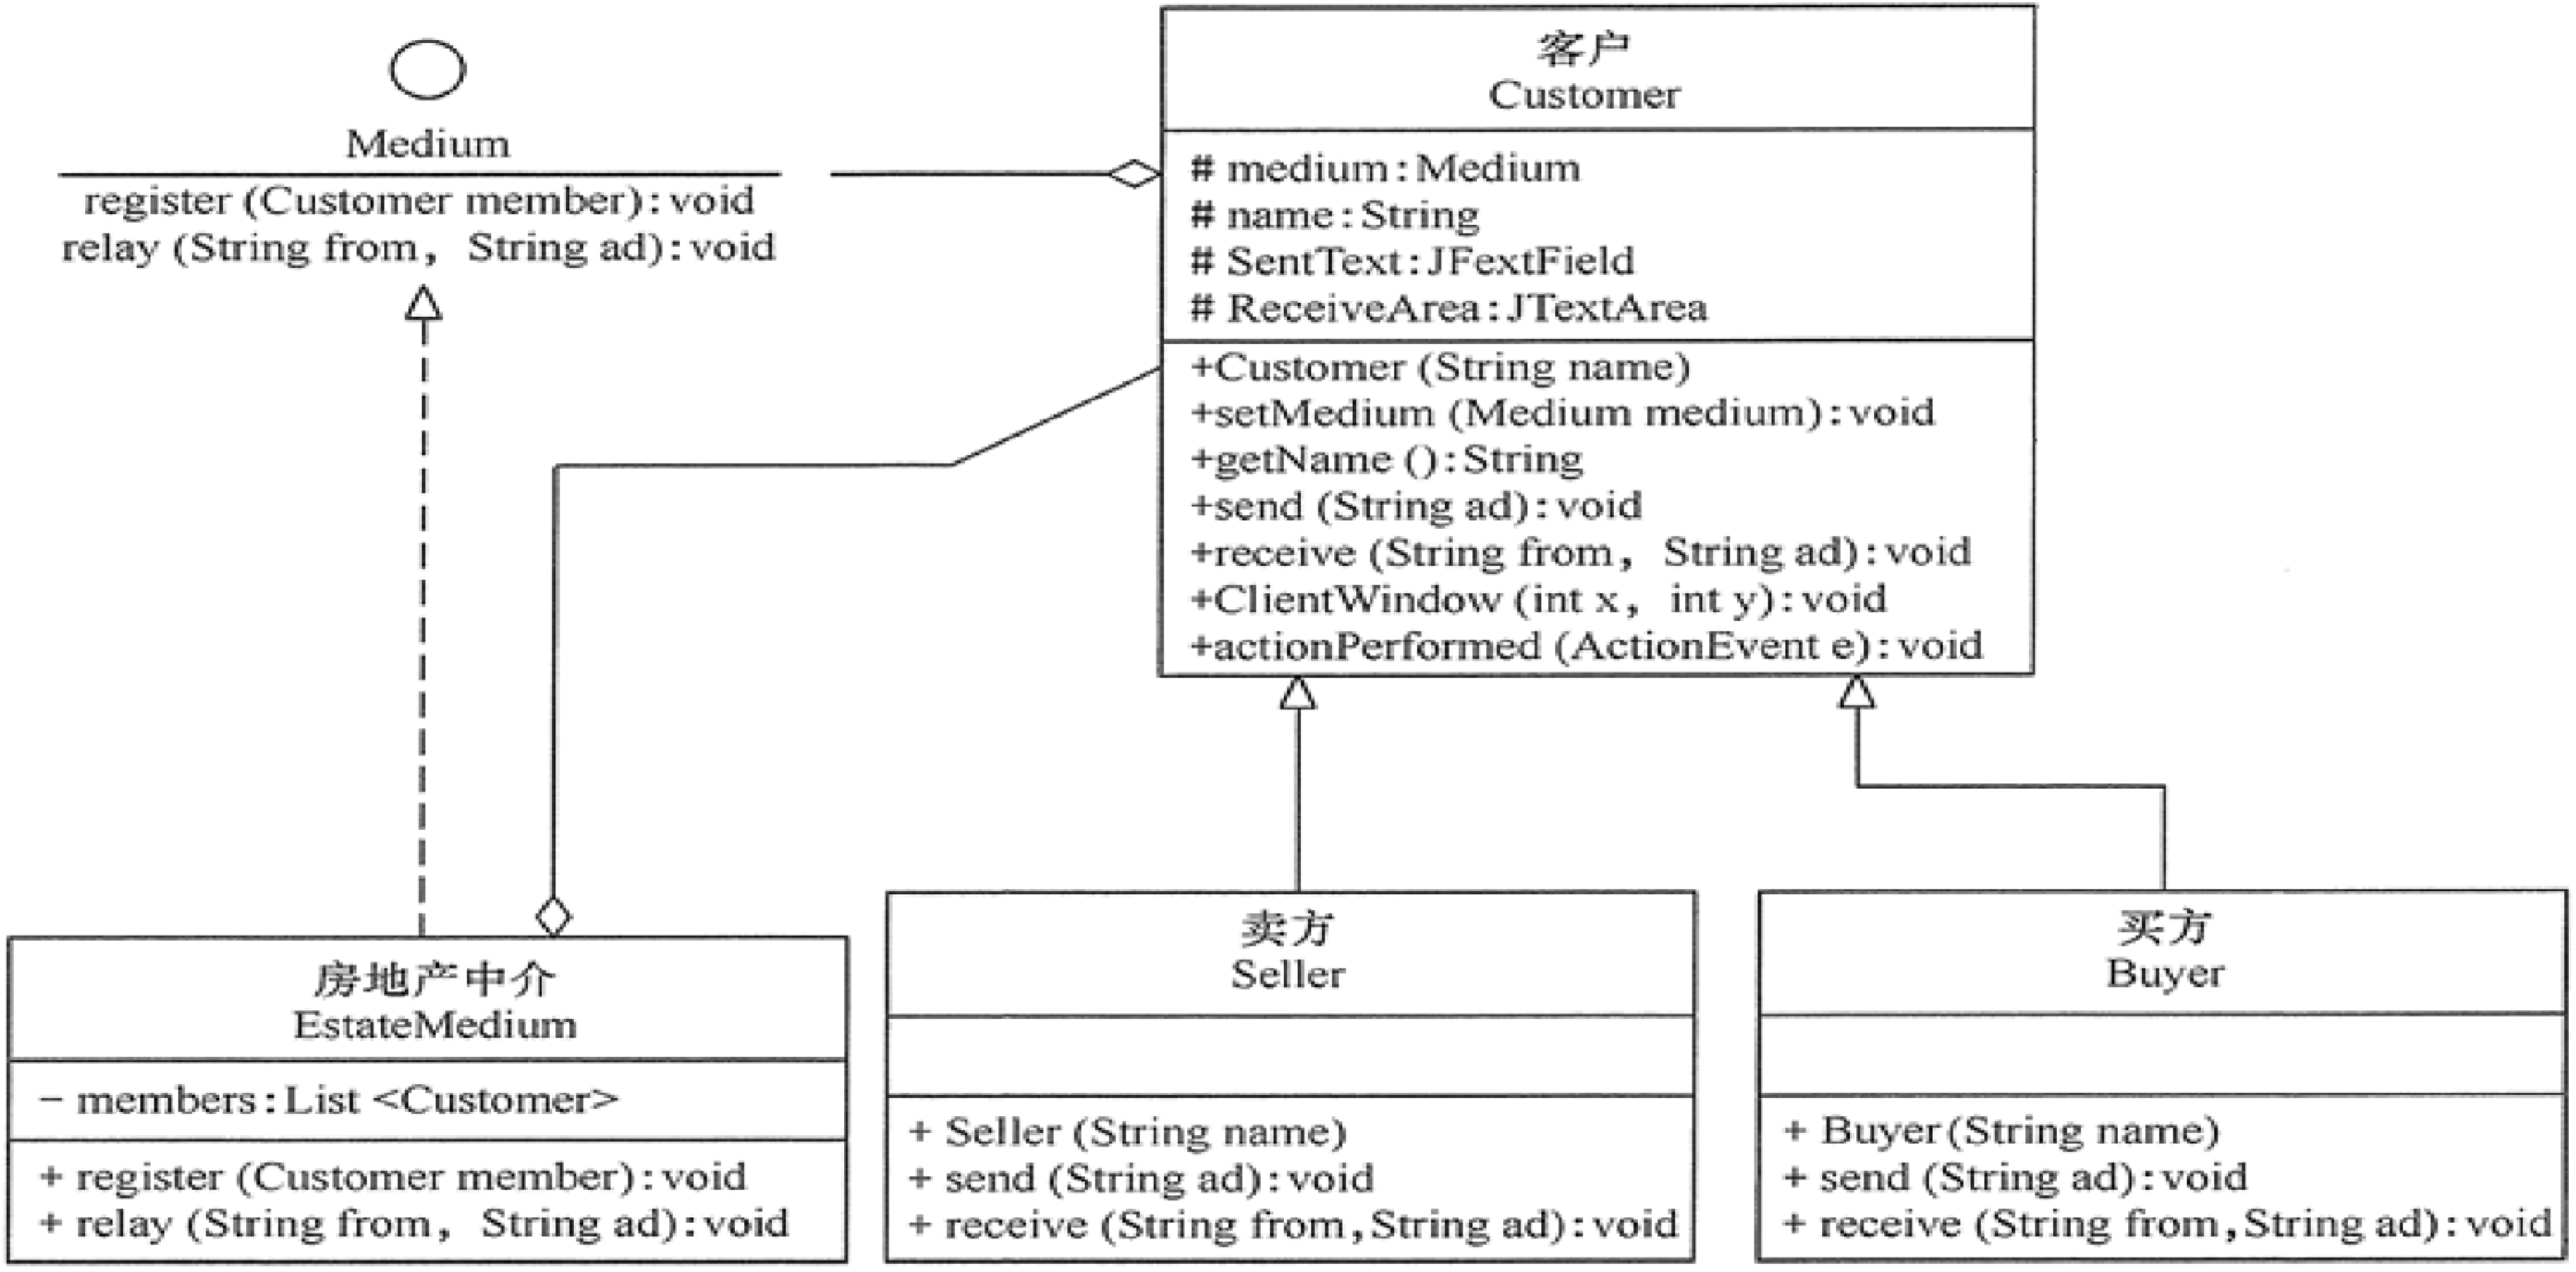 Medium
register (Customer member): void
relay (String from, String ad): void
客户
Customer
# medium: Medium
# name: String
# SentText: JFextField
# ReceiveArea: JTextArea
+Customer (String name)
+setMedium (Medium medium): void
+getName (): String
+send (String ad): void
+receive (String from, String ad): void
+ClientWindow (int x, int y): void
+actionPerformed (ActionEvent e): void
房地产中介
EstateMedium
− members: List <Customer>
+ register (Customer member): void
+ relay (String from, String ad): void
卖方
Seller
+ Seller (String name)
+ send (String ad): void
+ receive (String from,String ad): void
买方
Buyer
+ Buyer(String name)
+ send (String ad): void
+ receive (String from,String ad): void